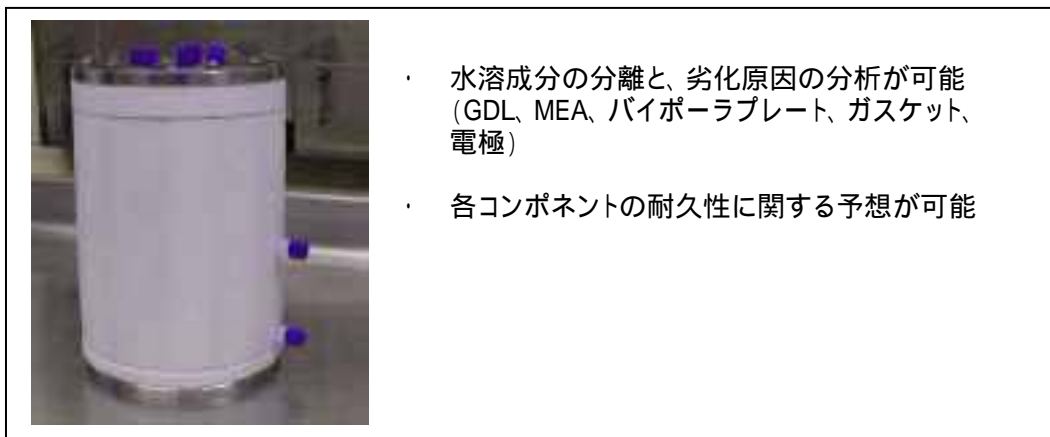 ・ 水溶成分の分離と、劣化原因の分析が可能
(GDL、MEA、バイポーラプレート、ガスケット、
電極)
・ 各コンポネントの耐久性に関する予想が可能